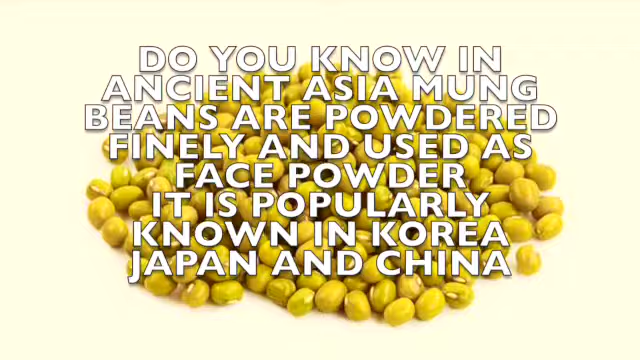 DO YOU KNOW IN
ANCIENT ASIA MUNG
BEANS ARE POWDERED
FINELY AND USED AS
FACE POWDER
IT IS POPULARLY
KNOWN IN KOREA
JAPAN AND CHINA